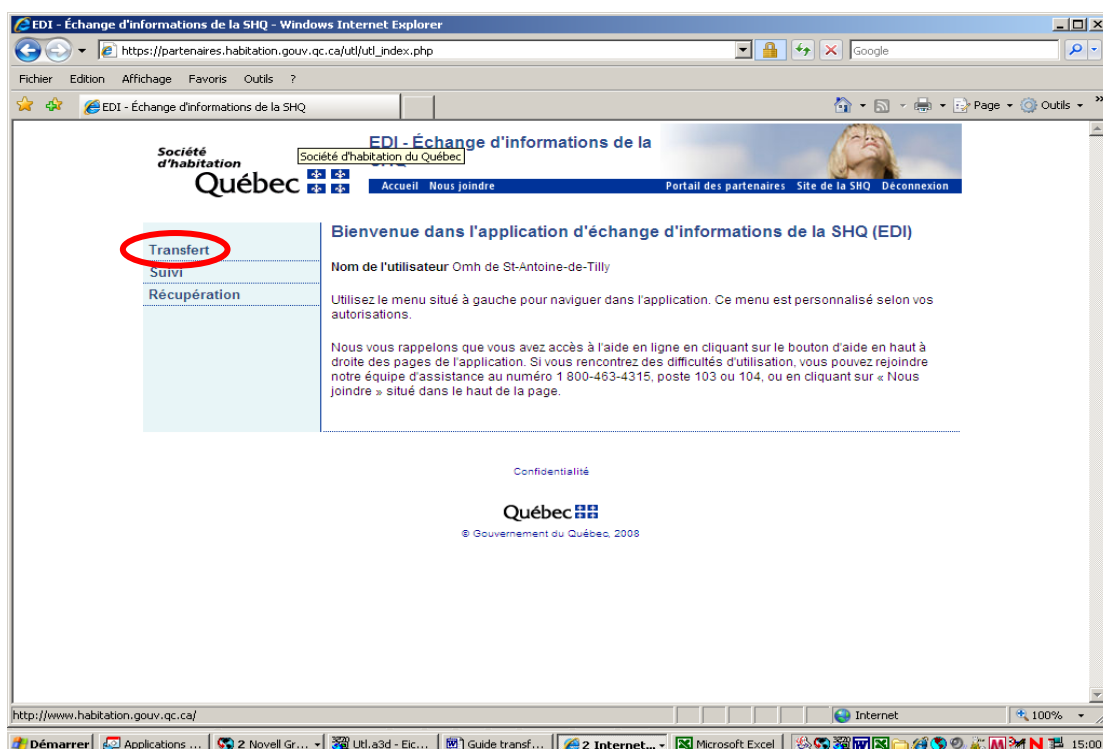 EDI - Échange d'informations de la SHQ - Windows Internet Explorer
https://partenaires.habitation.gouv.qc.ca/utl/utl_index.php
Google
Fichier Edition Affichage Favoris Outils ?
EDI - Échange d'informations de la SHQ
Page Outils
Société
d'habitation
Québec
EDI - Échange d'informations de la
Société d'habitation du Québec
Accueil Nous joindre Portail des partenaires Site de la SHQ Déconnexion
Transfert
Suivi
Récupération
Bienvenue dans l'application d'échange d'informations de la SHQ (EDI)
Nom de l'utilisateur Omh de St-Antoine-de-Tilly
Utilisez le menu situé à gauche pour naviguer dans l'application. Ce menu est personnalisé selon vos
autorisations.
Nous vous rappelons que vous avez accès à l'aide en ligne en cliquant sur le bouton d'aide en haut à
droite des pages de l'application. Si vous rencontrez des difficultés d'utilisation, vous pouvez rejoindre
notre équipe d'assistance au numéro 1 800-463-4315, poste 103 ou 104, ou en cliquant sur « Nous
joindre » situé dans le haut de la page.
Confidentialité
Québec
© Gouvernement du Québec, 2008
http://www.habitation.gouv.qc.ca/
Internet
100%
Démarrer Applications ... 2 Novell Gr... Utl.a3d - Eic... Guide transf... 2 Internet... Microsoft Excel 15:00